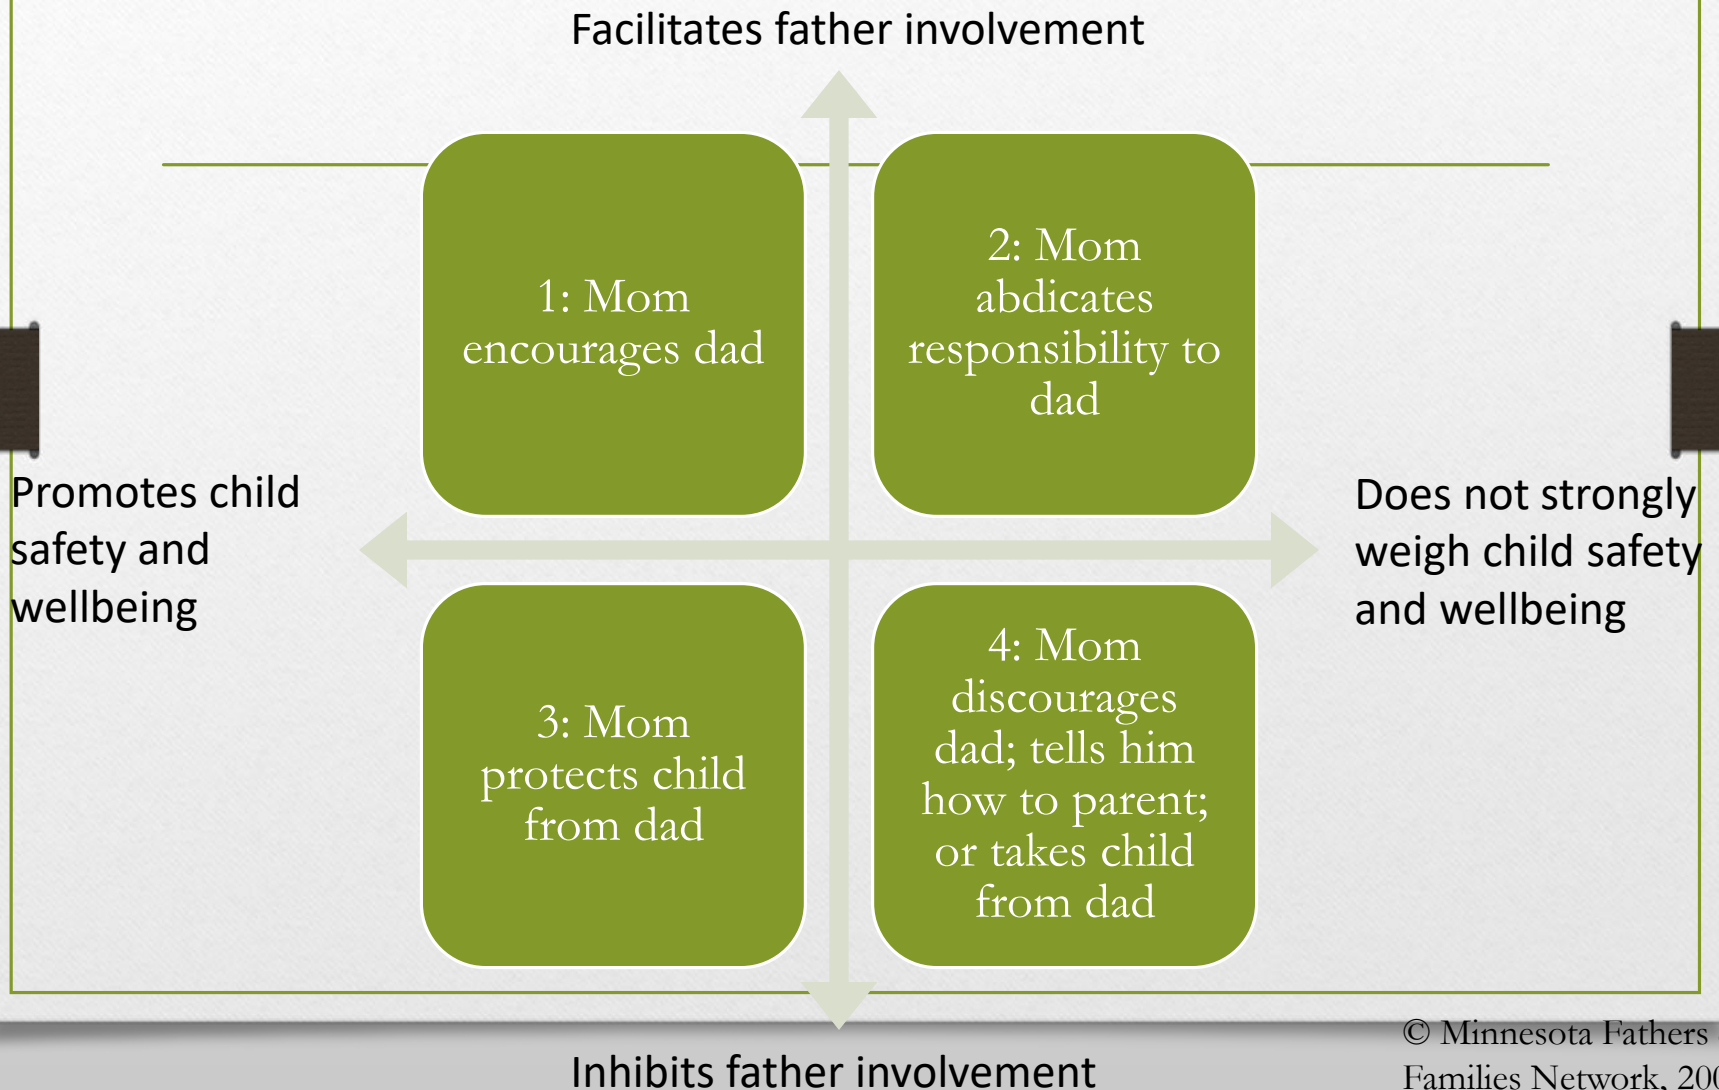 Facilitates father involvement
1: Mom
encourages dad
2: Mom
abdicates
responsibility to
dad
Promotes child
safety and
wellbeing
Does not strongly
weigh child safety
and wellbeing
3: Mom
protects child
from dad
4: Mom
discourages
dad; tells him
how to parent;
or takes child
from dad
Inhibits father involvement
© Minnesota Fathers
Families Network,